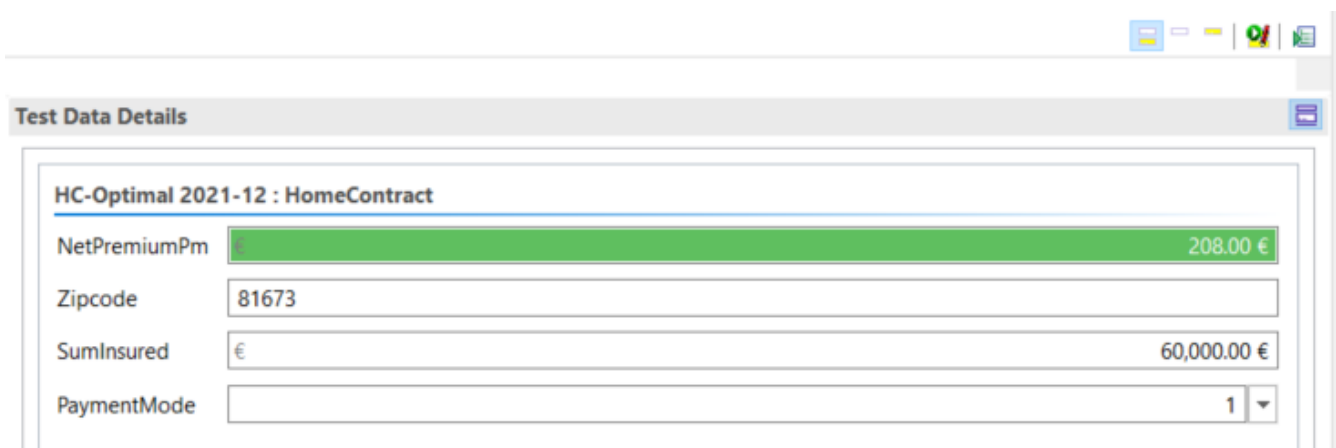 Test Data Details
HC-Optimal 2021-12 : HomeContract
NetPremiumPm € 208.00 €
Zipcode 81673
SumInsured € 60,000.00 €
PaymentMode 1